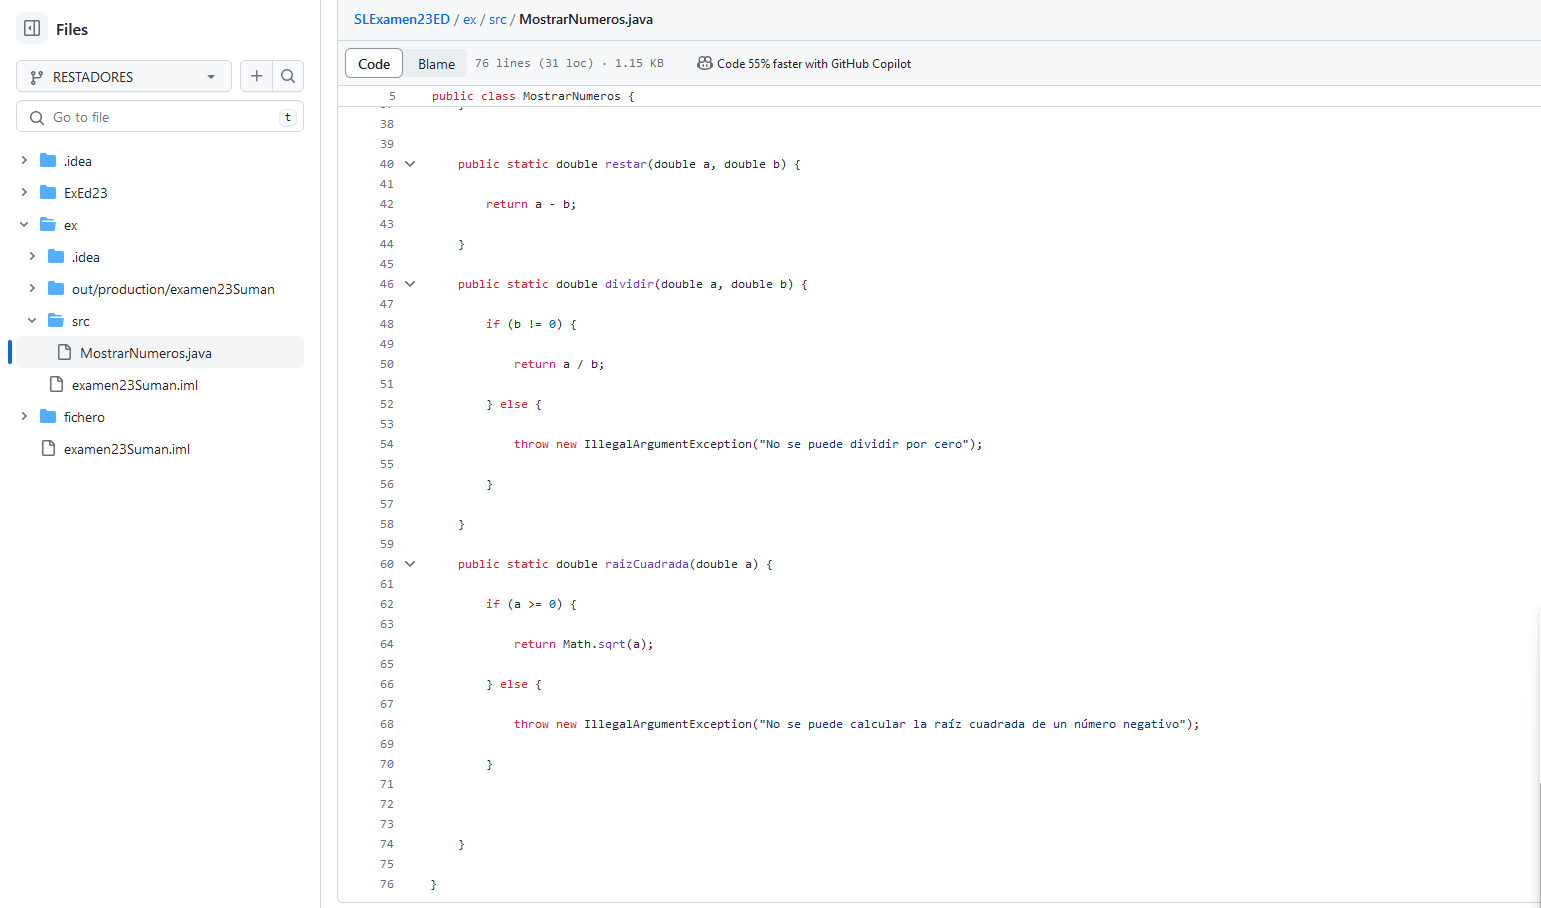 Files
RESTADORES
Go to file
t
.idea
ExEd23
ex
.idea
out/production/examen23Suman
src
MostrarNumeros.java
examen23Suman.iml
fichero
examen23Suman.iml
SLExamen23ED / ex / src / MostrarNumeros.java
Code Blame 76 lines (31 loc) · 1.15 KB Code 55% faster with GitHub Copilot
5 public class MostrarNumeros {
38
39
40 public static double restar(double a, double b) {
41
42 return a - b;
43
44 }
45
46 public static double dividir(double a, double b) {
47
48 if (b != 0) {
49
50 return a / b;
51
52 } else {
53
54 throw new IllegalArgumentException("No se puede dividir por cero");
55
56 }
57
58 }
59
60 public static double raizCuadrada(double a) {
61
62 if (a >= 0) {
63
64 return Math.sqrt(a);
65
66 } else {
67
68 throw new IllegalArgumentException("No se puede calcular la raíz cuadrada de un número negativo");
69
70 }
71
72
73
74 }
75
76 }